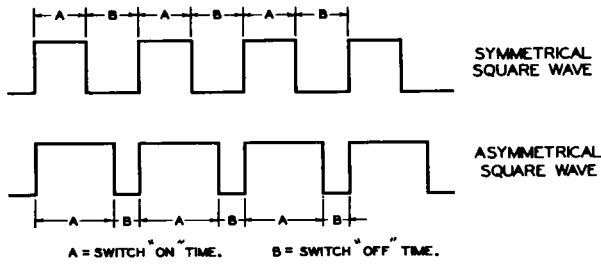 A B A B A B
SYMMETRICAL
SQUARE WAVE
ASYMMETRICAL
SQUARE WAVE
A B A B A B
A = SWITCH "ON" TIME. B = SWITCH "OFF" TIME.